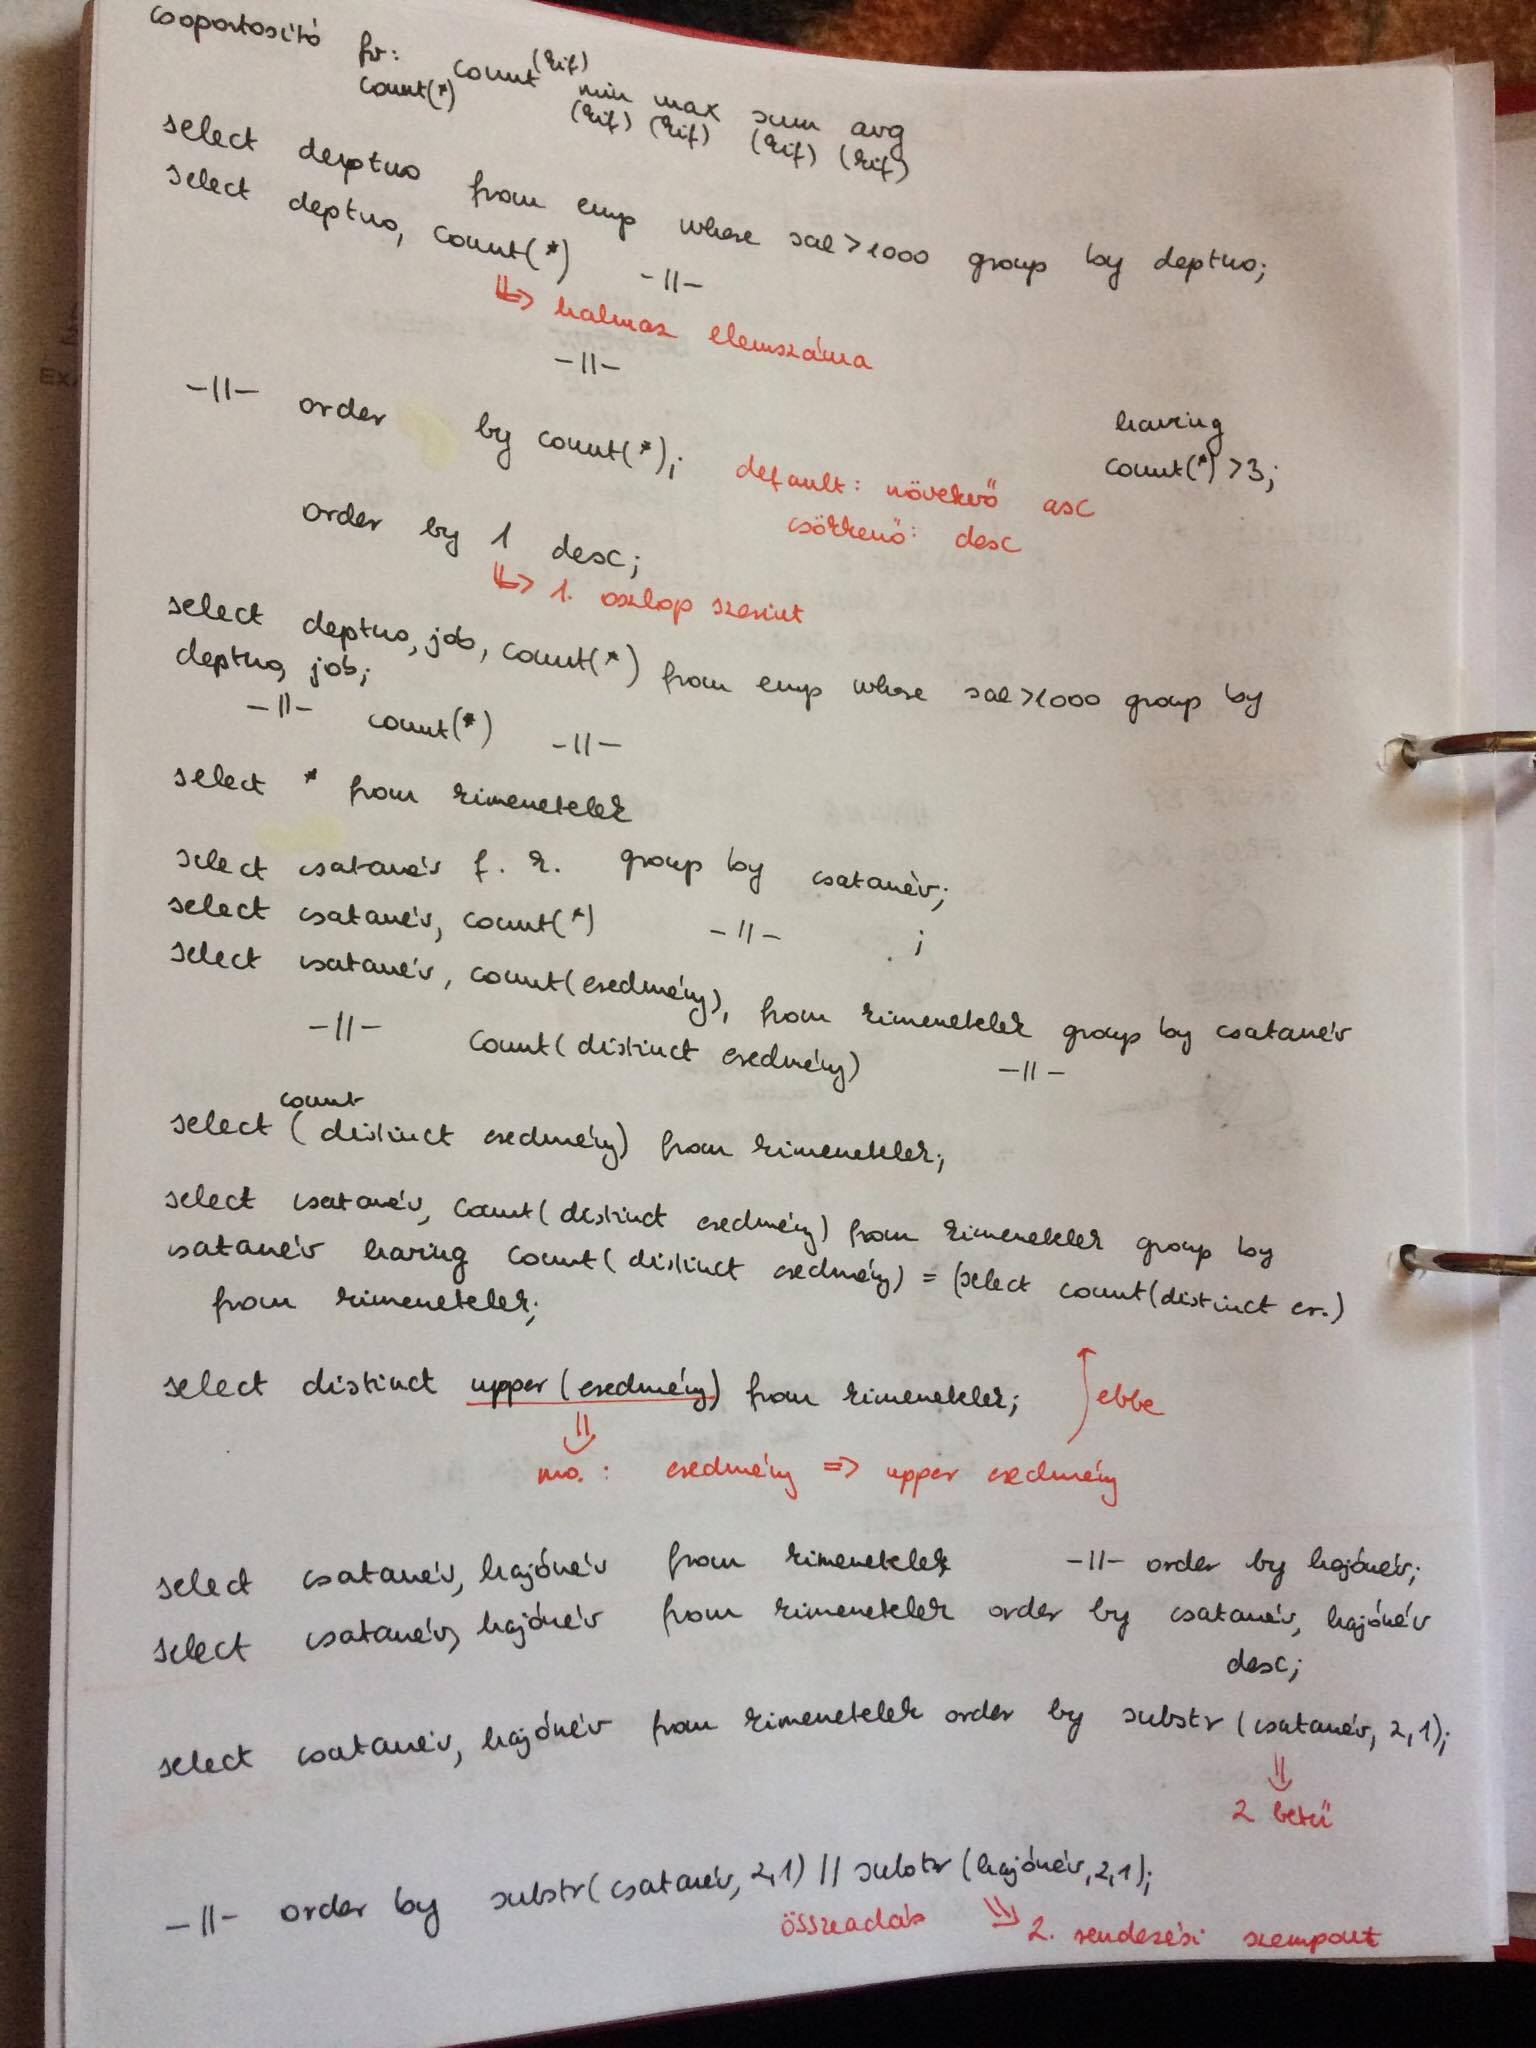 csoportosító fv: count(kif) min max sum avg
count(*) (kif) (kif) (kif) (kif)
select deptno from emp where sal>1000 group by deptno;
select deptno, count(*) -||-
=> halmaz elemszáma
-||-
-||- order by count(*);
having
count(*) >3;
default: növekvő asc
csökkenő: desc
order by 1 desc;
=> 1. oszlop szerint
select deptno, job, count(*) from emp where sal>1000 group by
deptno, job;
-||- count(*) -||-
select * from kimenetelek
select csatanév f. k. group by csatanév;
select csatanév, count(*) -||- ;
select csatanév, count(eredmény), from kimenetelek group by csatanév
-||- count(distinct eredmény) -||-
count
select (distinct eredmény) from kimenetelek;
select csatanév, count(distinct eredmény) from kimenetelek group by
csatanév having count(distinct eredmény) = (select count(distinct er.)
from kimenetelek;
select distinct upper(eredmény) from kimenetelek;
ebbe
mo.: eredmény => upper eredmény
select csatanév, hajónév from kimenetelek -||- order by hajónév;
select csatanév, hajónév from kimenetelek order by csatanév, hajónév
desc;
select csatanév, hajónév from kimenetelek order by substr(csatanév, 2,1);
2 betű
-||- order by substr(csatanév, 2,1) || substr(hajónév,2,1);
összeadás => 2. rendezési szempont